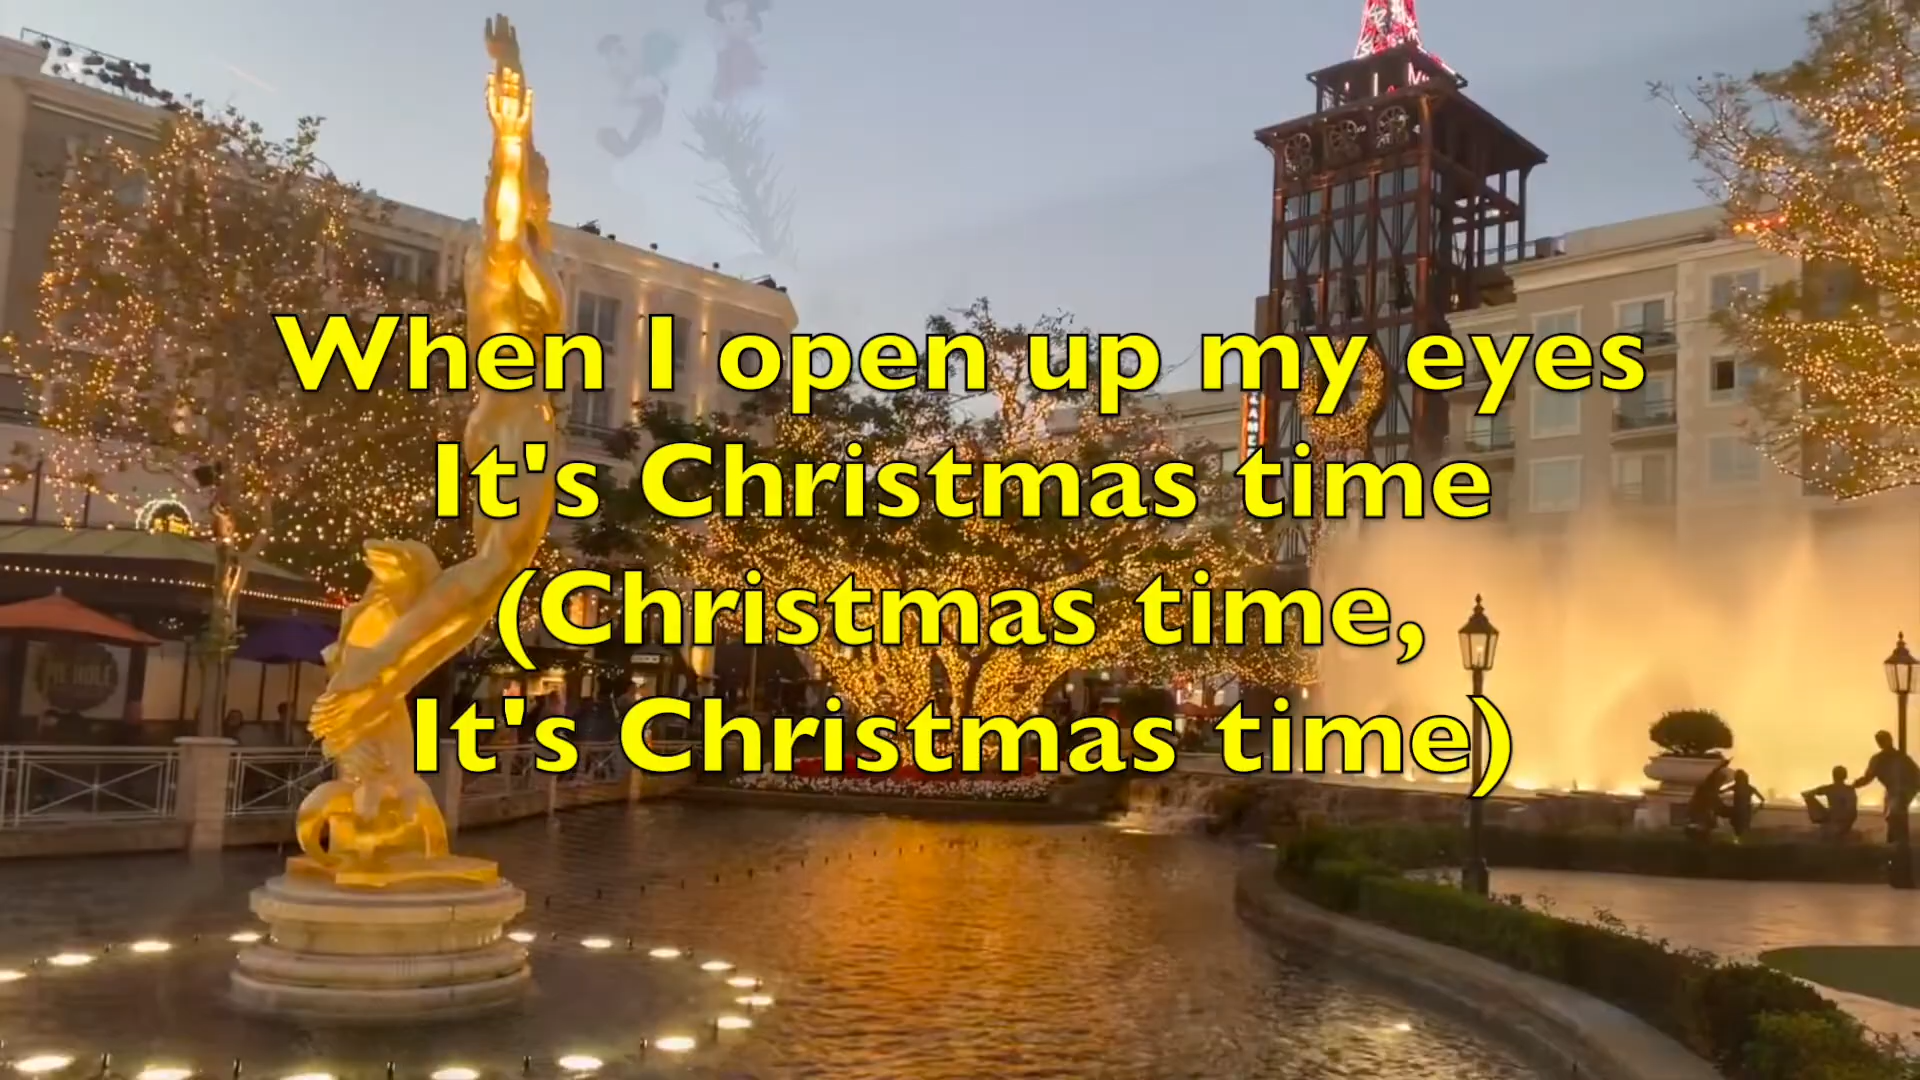 When I open up my eyes
It's Christmas time
(Christmas time,
It's Christmas time)